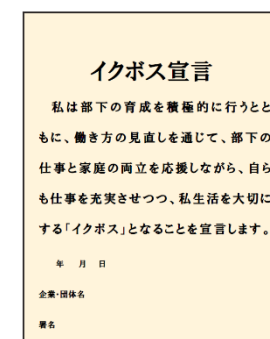 イクボス宣言
私は部下の育成を積極的に行うとと
もに、働き方の見直しを通じて、部下の
仕事と家庭の両立を応援しながら、自ら
も仕事を充実させつつ、私生活を大切に
する「イクボス」となることを宣言します。
年 月 日
企業・団体名
署名